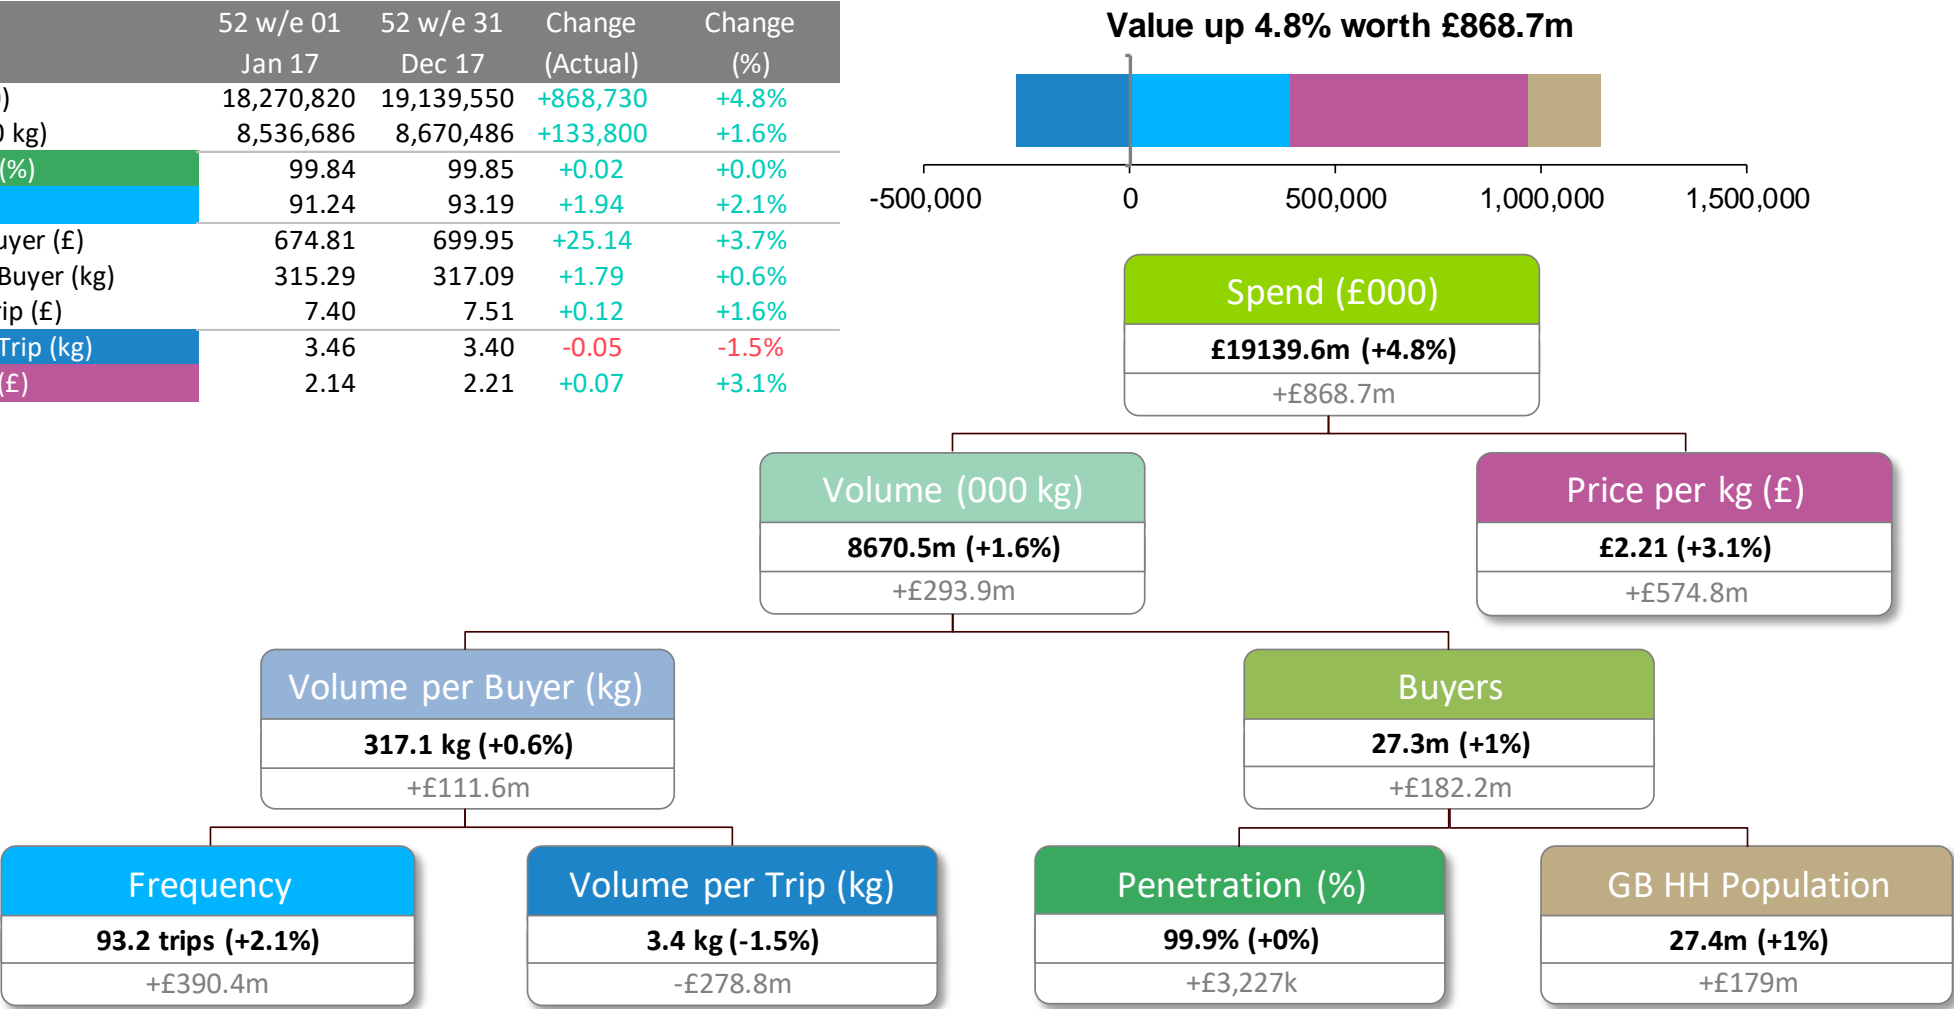 52 w/e 01 52 w/e 31 Change Change
Jan 17 Dec 17 (Actual) (%)
) 18,270,820 19,139,550 +868,730 +4.8%
0 kg) 8,536,686 8,670,486 +133,800 +1.6%
(%) 99.84 99.85 +0.02 +0.0%
91.24 93.19 +1.94 +2.1%
uyer (£) 674.81 699.95 +25.14 +3.7%
Buyer (kg) 315.29 317.09 +1.79 +0.6%
rip (£) 7.40 7.51 +0.12 +1.6%
Trip (kg) 3.46 3.40 -0.05 -1.5%
(£) 2.14 2.21 +0.07 +3.1%
Value up 4.8% worth £868.7m
-500,000 0 500,000 1,000,000 1,500,000
Spend (£000)
£19139.6m (+4.8%)
+£868.7m
Volume (000 kg)
8670.5m (+1.6%)
+£293.9m
Price per kg (£)
£2.21 (+3.1%)
+£574.8m
Volume per Buyer (kg)
317.1 kg (+0.6%)
+£111.6m
Buyers
27.3m (+1%)
+£182.2m
Frequency
93.2 trips (+2.1%)
+£390.4m
Volume per Trip (kg)
3.4 kg (-1.5%)
-£278.8m
Penetration (%)
99.9% (+0%)
+£3,227k
GB HH Population
27.4m (+1%)
+£179m